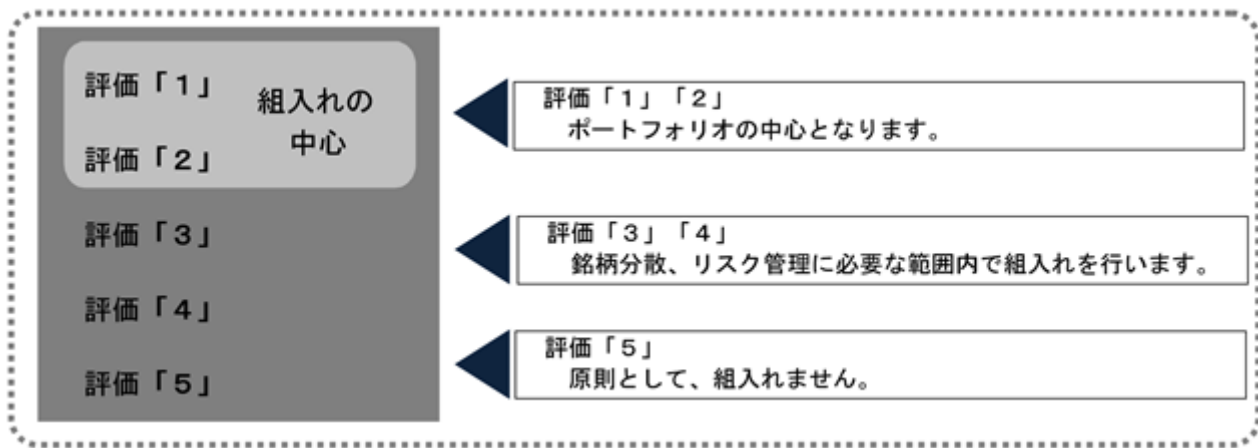 評価「１」
組入れの
中心
評価「２」
評価「３」
評価「４」
評価「５」
評価「１」「２」
ポートフォリオの中心となります。
評価「３」「４」
銘柄分散、リスク管理に必要な範囲内で組入れを行います。
評価「５」
原則として、組入れません。